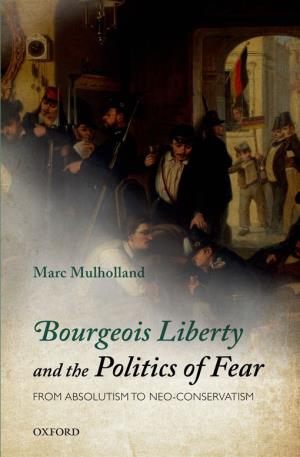 Marc Mulholland
Bourgeois Liberty
and the Politics of Fear
FROM ABSOLUTISM TO NEO-CONSERVATISM
OXFORD